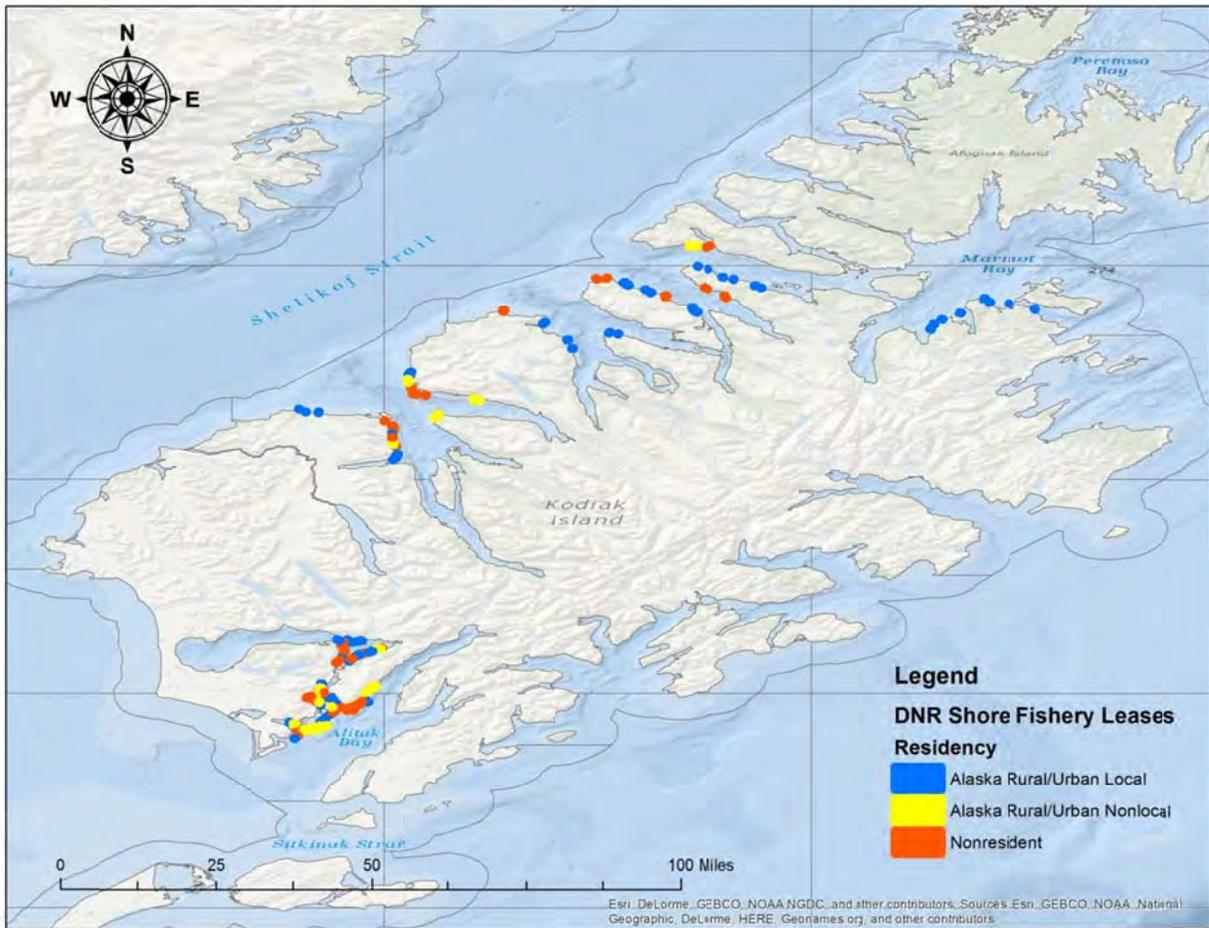 N
W
E
S
Perenosa
Bay
Afognak Island
Shelikof Strait
Marmot
Bay
274
Kodiak
Island
Alitak
Bay
Sitkinak Strait
0
25
50
100 Miles
Legend
DNR Shore Fishery Leases
Residency
Alaska Rural/Urban Local
Alaska Rural/Urban Nonlocal
Nonresident
Esri, DeLorme, GEBCO, NOAA NGDC, and other contributors, Sources: Esri, GEBCO, NOAA, National
Geographic, DeLorme, HERE, Geonames.org, and other contributors